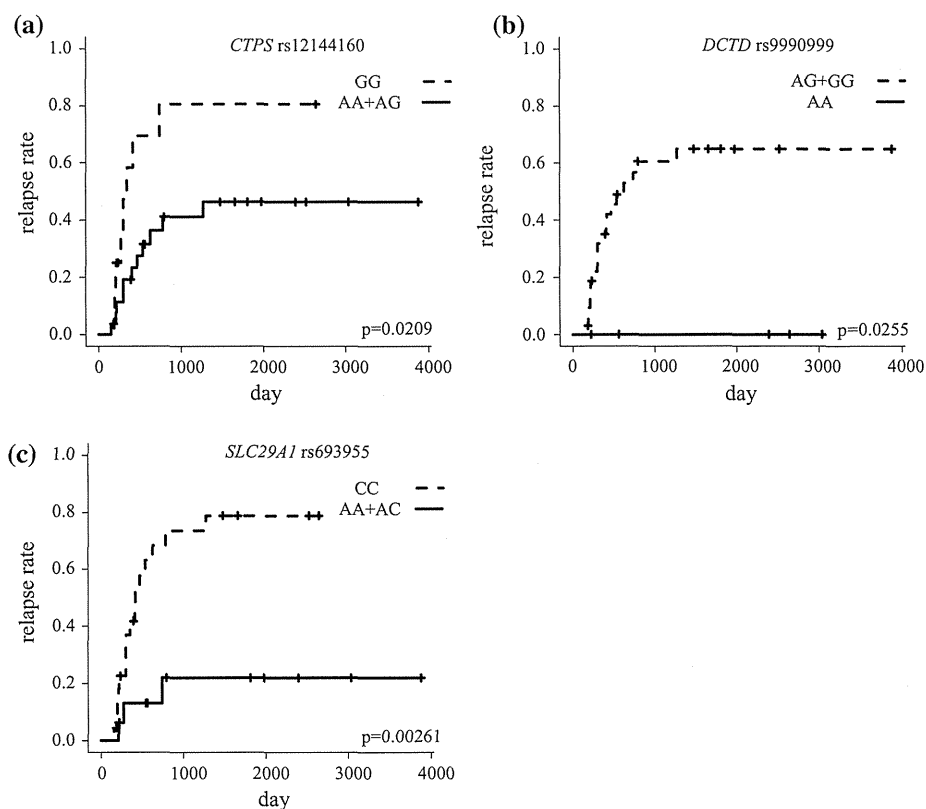 (a)
CTPS rs12144160
1.0
0.8
0.6
0.4
0.2
0.0
relapse rate
GG
AA+AG
p=0.0209
0 1000 2000 3000 4000
day
(b)
DCTD rs9990999
1.0
0.8
0.6
0.4
0.2
0.0
relapse rate
AG+GG
AA
p=0.0255
0 1000 2000 3000 4000
day
(c)
SLC29A1 rs693955
1.0
0.8
0.6
0.4
0.2
0.0
relapse rate
CC
AA+AC
p=0.00261
0 1000 2000 3000 4000
day